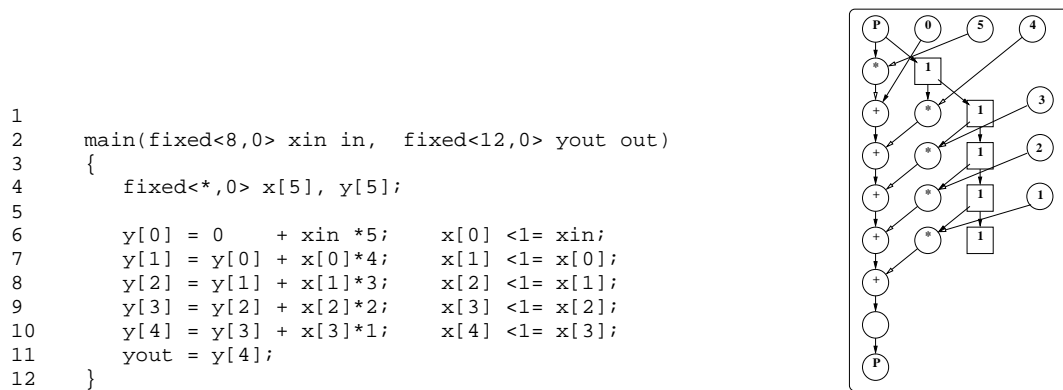 1
2 main(fixed<8,0> xin in, fixed<12,0> yout out)
3 {
4 fixed<*,0> x[5], y[5];
5
6 y[0] = 0 + xin *5; x[0] <1= xin;
7 y[1] = y[0] + x[0]*4; x[1] <1= x[0];
8 y[2] = y[1] + x[1]*3; x[2] <1= x[1];
9 y[3] = y[2] + x[2]*2; x[3] <1= x[2];
10 y[4] = y[3] + x[3]*1; x[4] <1= x[3];
11 yout = y[4];
12 }
P 0 5 4
* 1
+ * 1 3
+ * 1 2
+ * 1 1
+ * 1
+
P